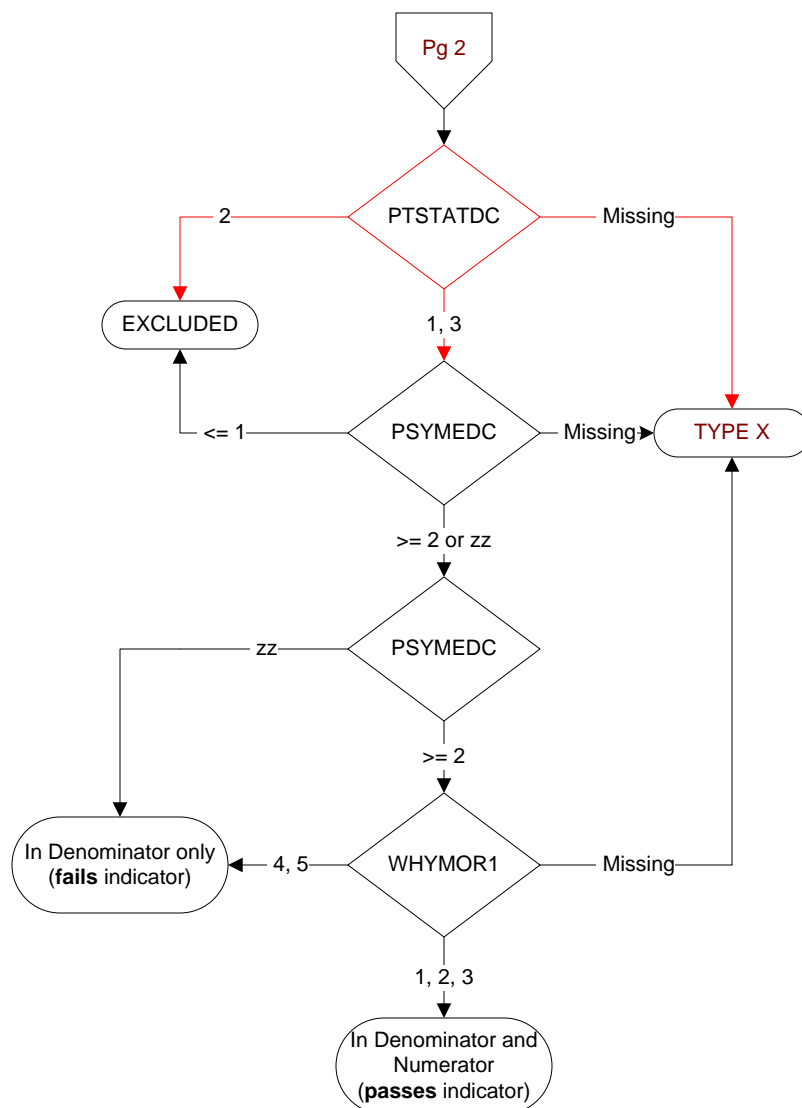 Pg 2
PTSTATDC
2
Missing
EXCLUDED
1, 3
PSYMEDC
<= 1
Missing
TYPE X
>= 2 or zz
PSYMEDC
zz
>= 2
In Denominator only
(fails indicator)
4, 5
WHYMOR1
Missing
1, 2, 3
In Denominator and
Numerator
(passes indicator)